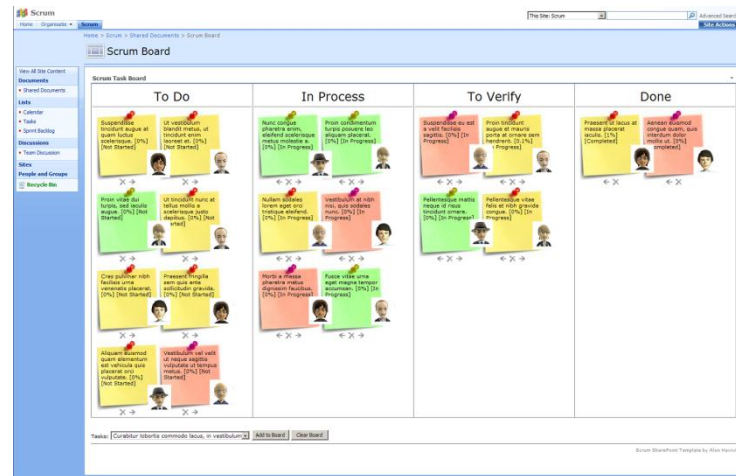 Scrum
Home Organisatie Scrum
This Site: Scrum
Advanced Search
Site Actions
Home > Scrum > Shared Documents > Scrum Board
Scrum Board
View All Site Content
Documents
Shared Documents
Lists
Calendar
Tasks
Sprint Backlog
Discussions
Team Discussion
Sites
People and Groups
Recycle Bin
Scrum Task Board
To Do
In Process
To Verify
Done
Suspendisse
tincidunt augue at
quam luctus
scelerisque. [0%]
[Not Started]
Ut vestibulum
blandit metus, ut
tincidunt enim
laoreet et. [0%]
[Not Started]
Proin vitae dui
turpis, sed iaculis
augue. [0%] [Not
Started]
Ut tincidunt nunc at
tellus mollis a
scelerisque justo
dapibus. [0%] [Not
Started]
Cras pulvinar nibh
facilisis urna
venenatis placerat.
[0%] [Not Started]
Praesent fringilla
sem quis ante
sollicitudin gravida.
[0%] [Not Started]
Aliquam euismod
quam elementum
est vehicula quis
placerat orci
vulputate. [0%]
[Not Started]
Vestibulum vel velit
ut neque sagittis
vulputate ut tempus
metus. [0%] [Not
Started]
Nunc congue
pharetra enim,
eleifend scelerisque
metus molestie a.
[0%] [In Progress]
Proin condimentum
turpis posuere leo
aliquam placerat.
[0%] [In Progress]
Nullam sodales
lorem eget orci
tristique eleifend.
[0%] [In Progress]
Vestibulum at nibh
nisi, quis sodales
nunc. [0%] [In
Progress]
Morbi a massa
pharetra metus
dignissim faucibus.
[0%] [In Progress]
Fusce vitae urna
eget magna tempor
accumsan. [0%] [In
Progress]
Suspendisse eu est
a velit facilisis
sagittis. [0%] [In
Progress]
Proin tincidunt
augue at mauris
porta at ornare sem
hendrerit. [0.1%]
Progress]
Pellentesque mattis
neque id risus
tincidunt ornare.
[0%] [In Progress]
Pellentesque vitae
felis et nibh gravida
congue. [0%] [In
Progress]
Praesent ut lacus at
massa placerat
iaculis. [1%]
[Completed]
Aenean euismod
congue quam, quis
interdum dolor
mollis ut. [0%]
Tasks: Curabitur lobortis commodo lacus, in vestibulum
Add to Board
Clear Board
Scrum SharePoint Template by Alan